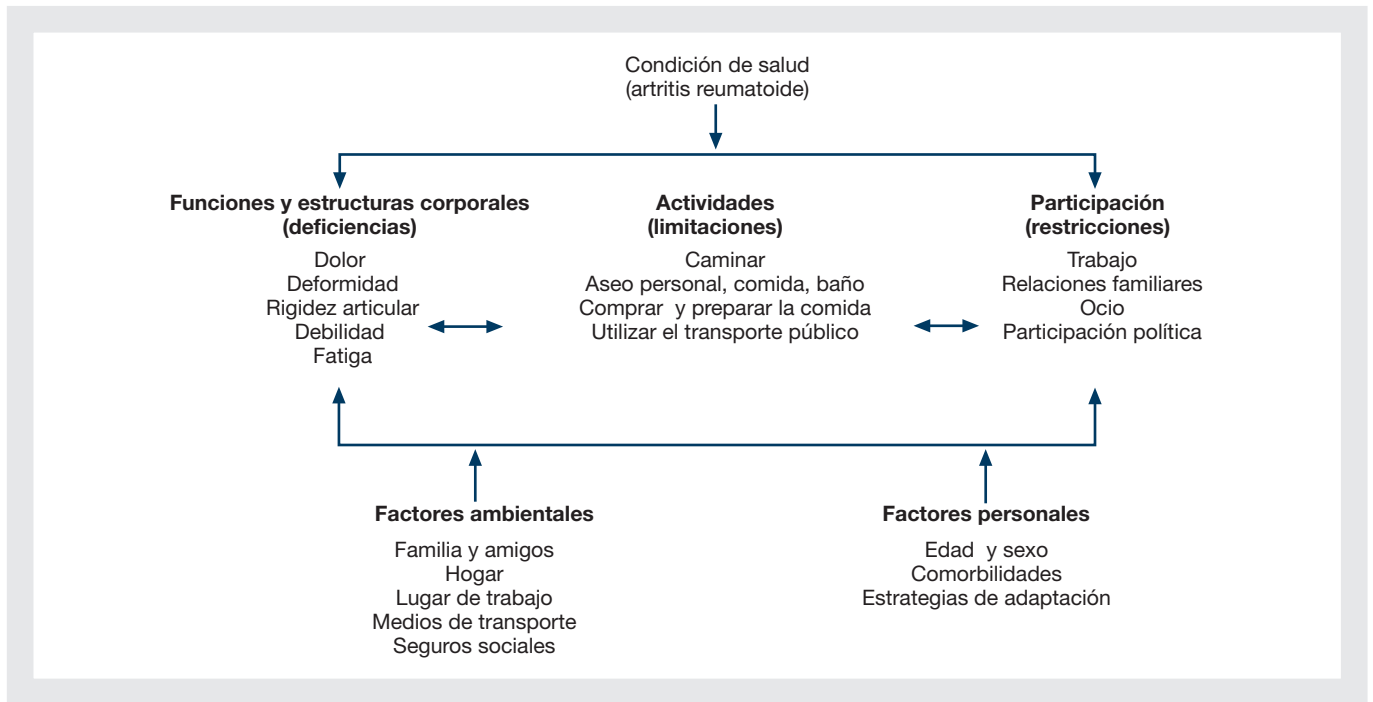 Condición de salud
(artritis reumatoide)
Funciones y estructuras corporales
(deficiencias)
Dolor
Deformidad
Rigidez articular
Debilidad
Fatiga
Actividades
(limitaciones)
Caminar
Aseo personal, comida, baño
Comprar y preparar la comida
Utilizar el transporte público
Participación
(restricciones)
Trabajo
Relaciones familiares
Ocio
Participación política
Factores ambientales
Familia y amigos
Hogar
Lugar de trabajo
Medios de transporte
Seguros sociales
Factores personales
Edad y sexo
Comorbilidades
Estrategias de adaptación